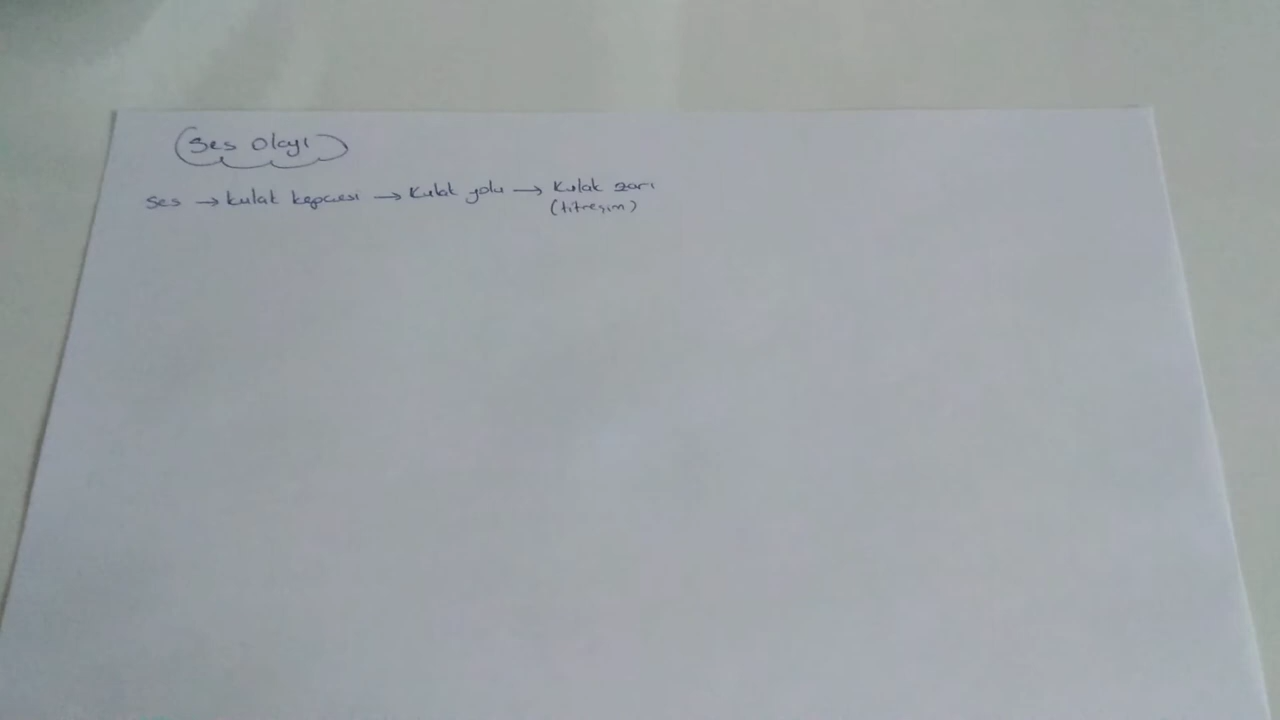 Ses Olayı
Ses → kulak kepçesi → Kulak yolu → Kulak zarı
(titreşim)